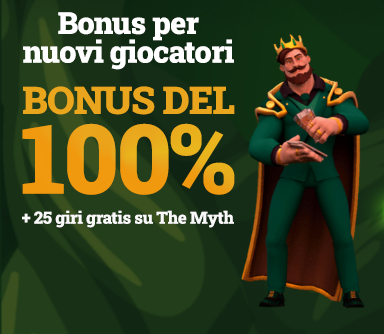 Bonus per
nuovi giocatori
BONUS DEL
100%
+ 25 giri gratis su The Myth